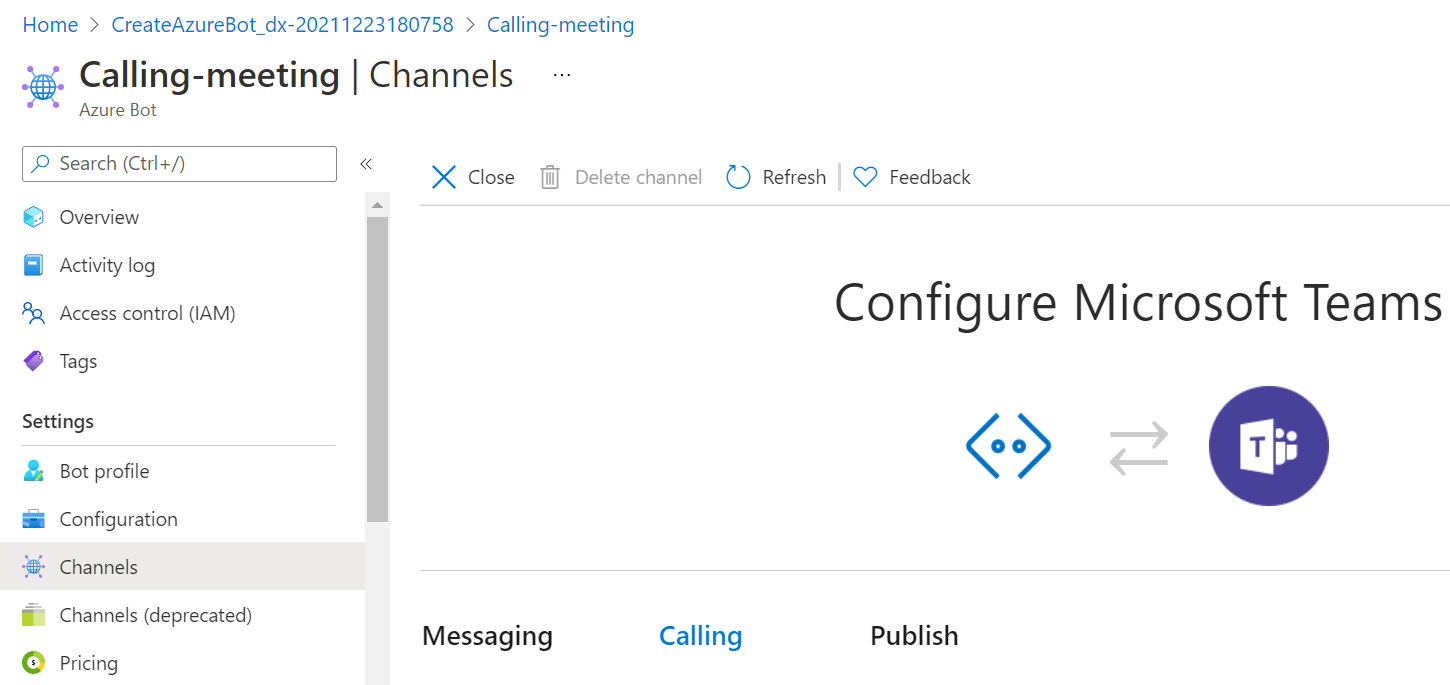 Home > CreateAzureBot_dx-20211223180758 > Calling-meeting
Calling-meeting | Channels ...
Azure Bot
Search (Ctrl+/) «
Close Delete channel Refresh Feedback
Overview
Activity log
Access control (IAM)
Tags
Settings
Bot profile
Configuration
Channels
Channels (deprecated)
Pricing
Configure Microsoft Teams
T
Messaging Calling Publish